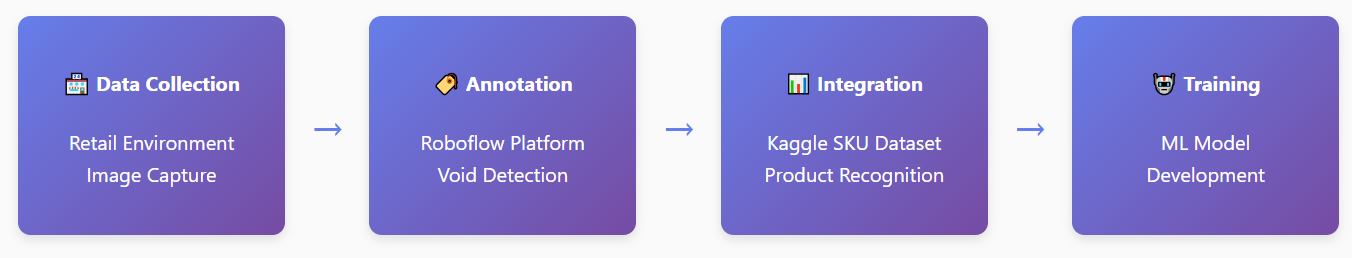 Data Collection
Retail Environment
Image Capture
Annotation
Roboflow Platform
Void Detection
Integration
Kaggle SKU Dataset
Product Recognition
Training
ML Model
Development